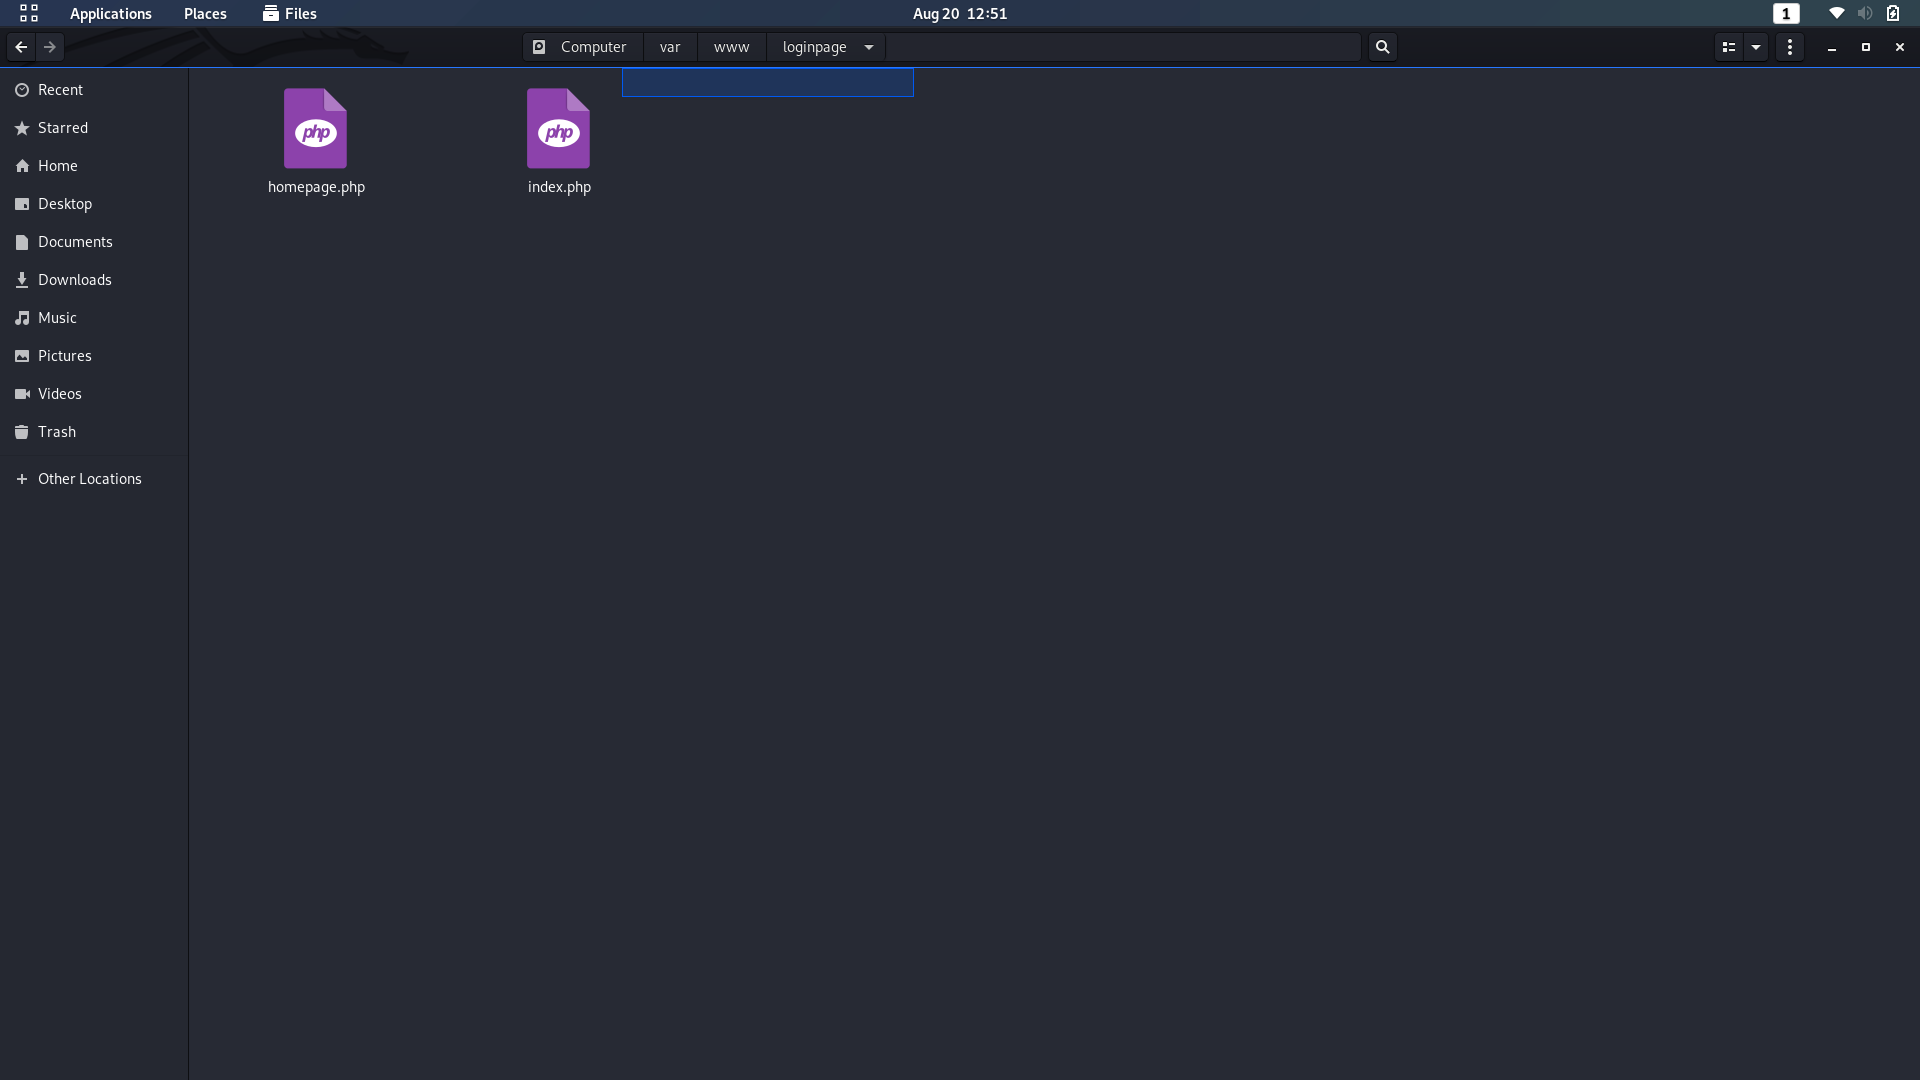 Applications Places Files Aug 20 12:51 1
Computer var www loginpage
Recent
Starred
Home
Desktop
Documents
Downloads
Music
Pictures
Videos
Trash
Other Locations
php php
homepage.php index.php